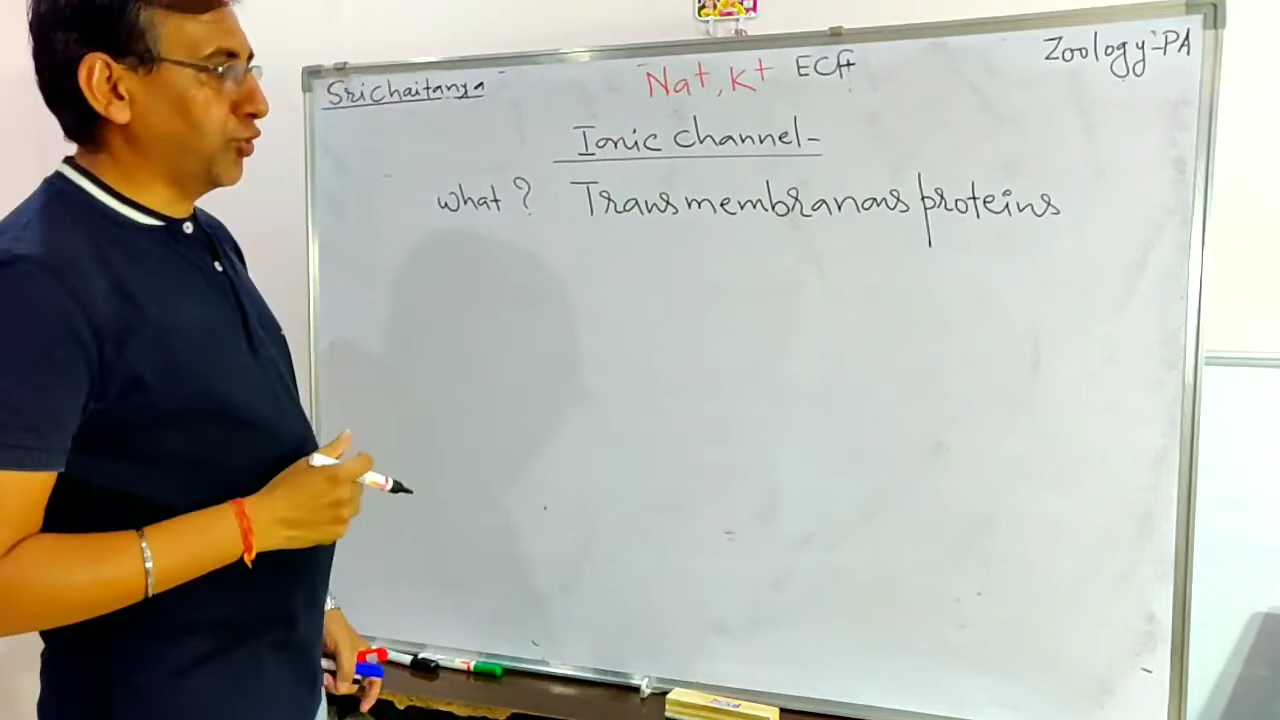 Srichaitanya
Na+, K+ ECf
Zoology-PA
Ionic Channel-
what? Transmembranous proteins